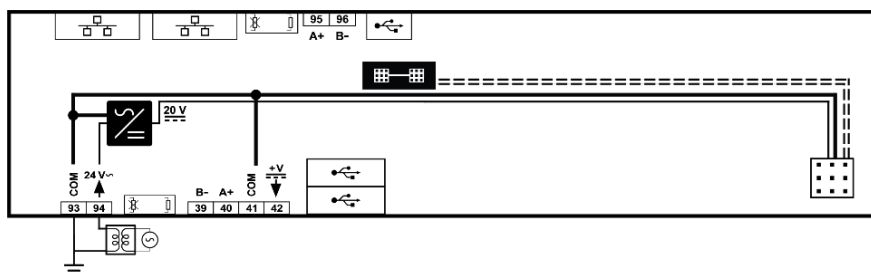 95 96
A+ B-
20 V
COM
24 V~
B- A+
COM
+V
93 94
39 40 41 42